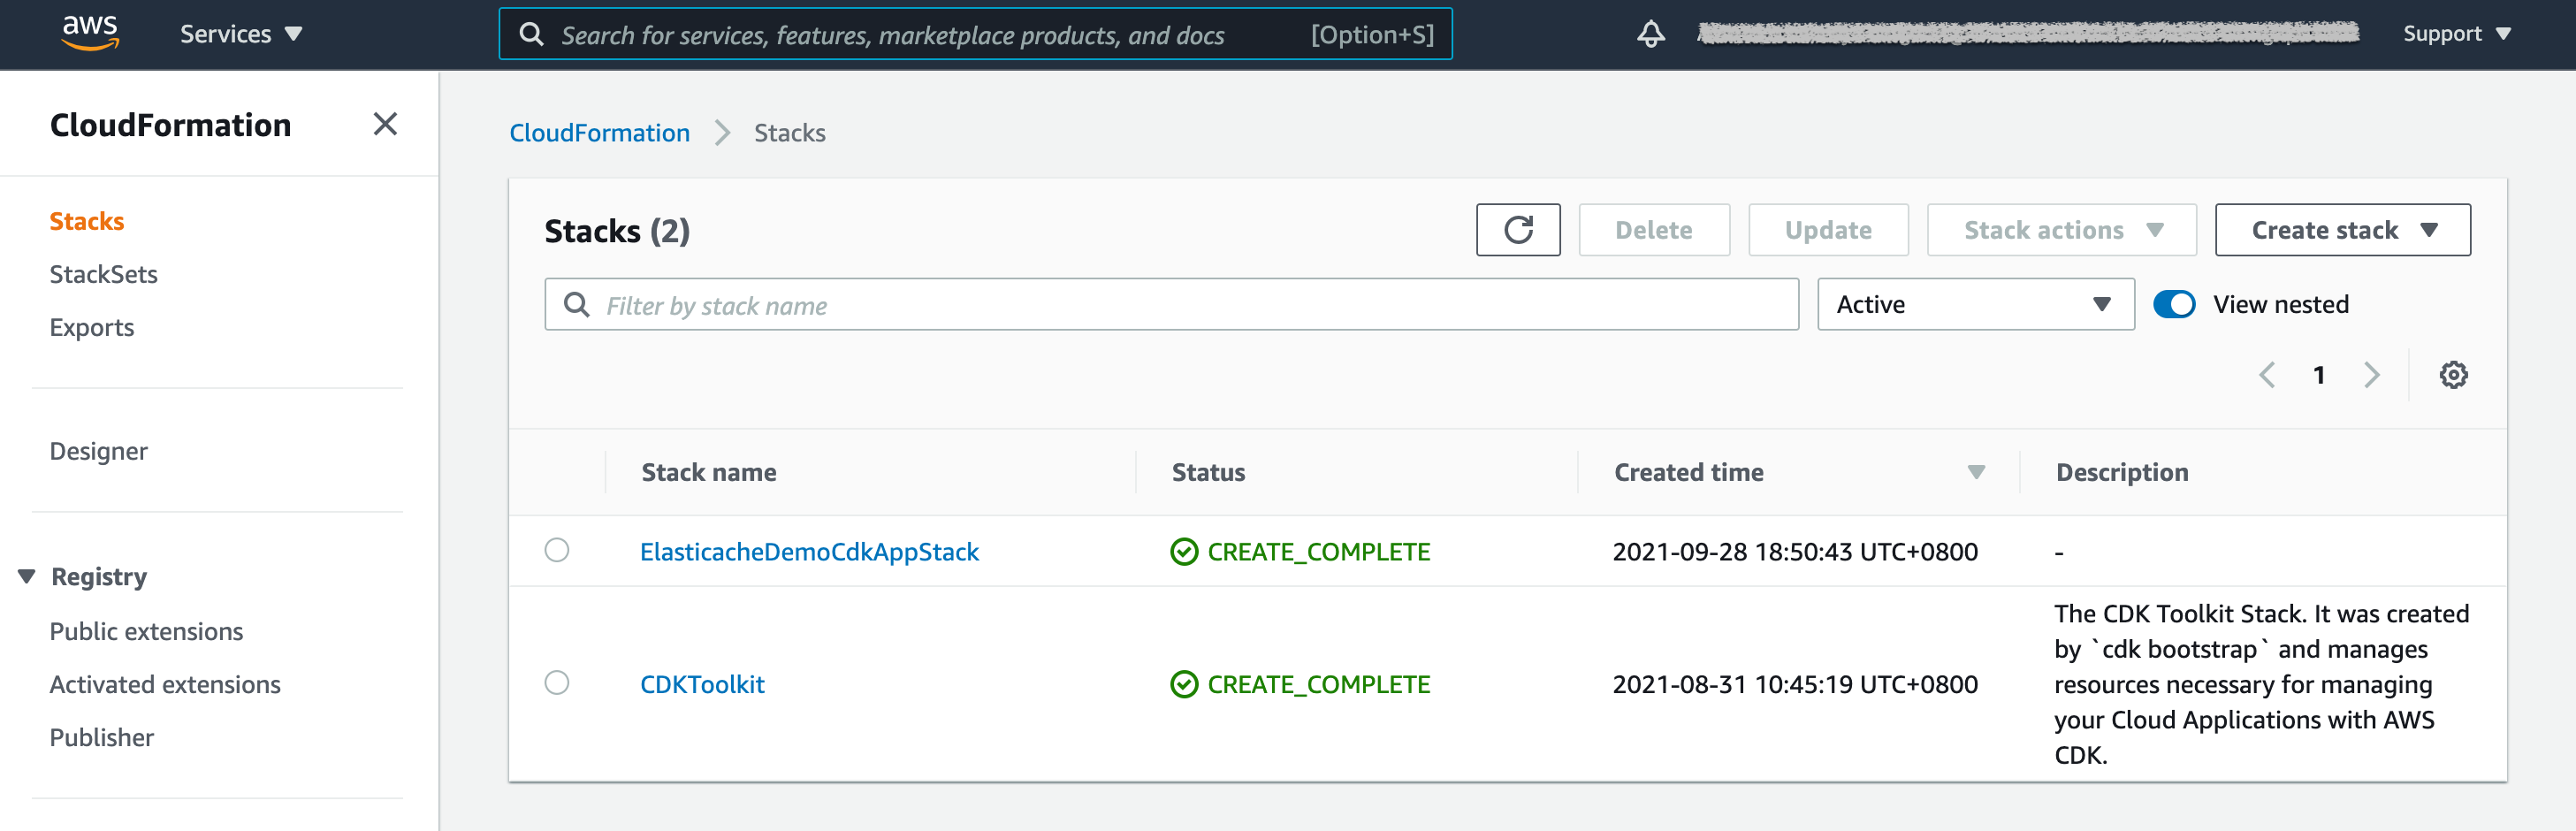 aws
Services
Search for services, features, marketplace products, and docs
[Option+S]
Support
CloudFormation
Stacks
StackSets
Exports
Designer
Registry
Public extensions
Activated extensions
Publisher
CloudFormation
Stacks
Stacks (2)
Delete
Update
Stack actions
Create stack
Filter by stack name
Active
View nested
1
Stack name
Status
Created time
Description
ElasticacheDemoCdkAppStack
CREATE_COMPLETE
2021-09-28 18:50:43 UTC+0800
-
CDKToolkit
CREATE_COMPLETE
2021-08-31 10:45:19 UTC+0800
The CDK Toolkit Stack. It was created
by `cdk bootstrap` and manages
resources necessary for managing
your Cloud Applications with AWS
CDK.